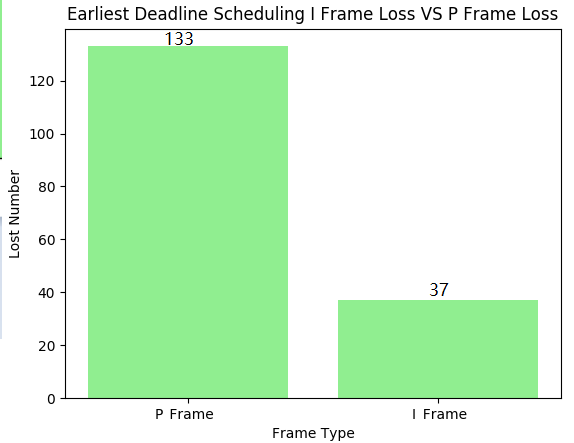 Earliest Deadline Scheduling I Frame Loss VS P Frame Loss
133
120
100
80
60
40
20
0
Lost Number
37
P Frame
I Frame
Frame Type